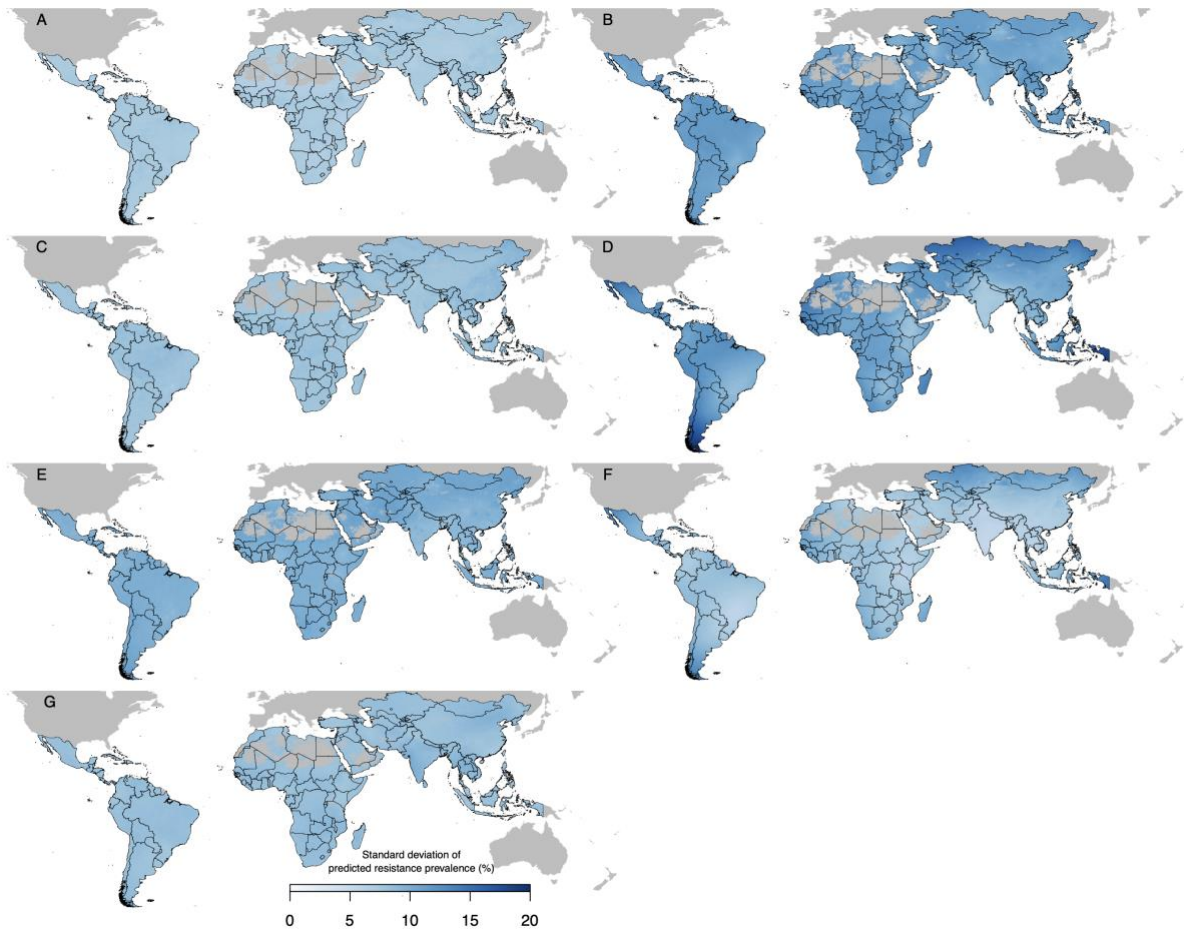 A
B
C
D
E
F
G
Standard deviation of
predicted resistance prevalence (%)
0 5 10 15 20